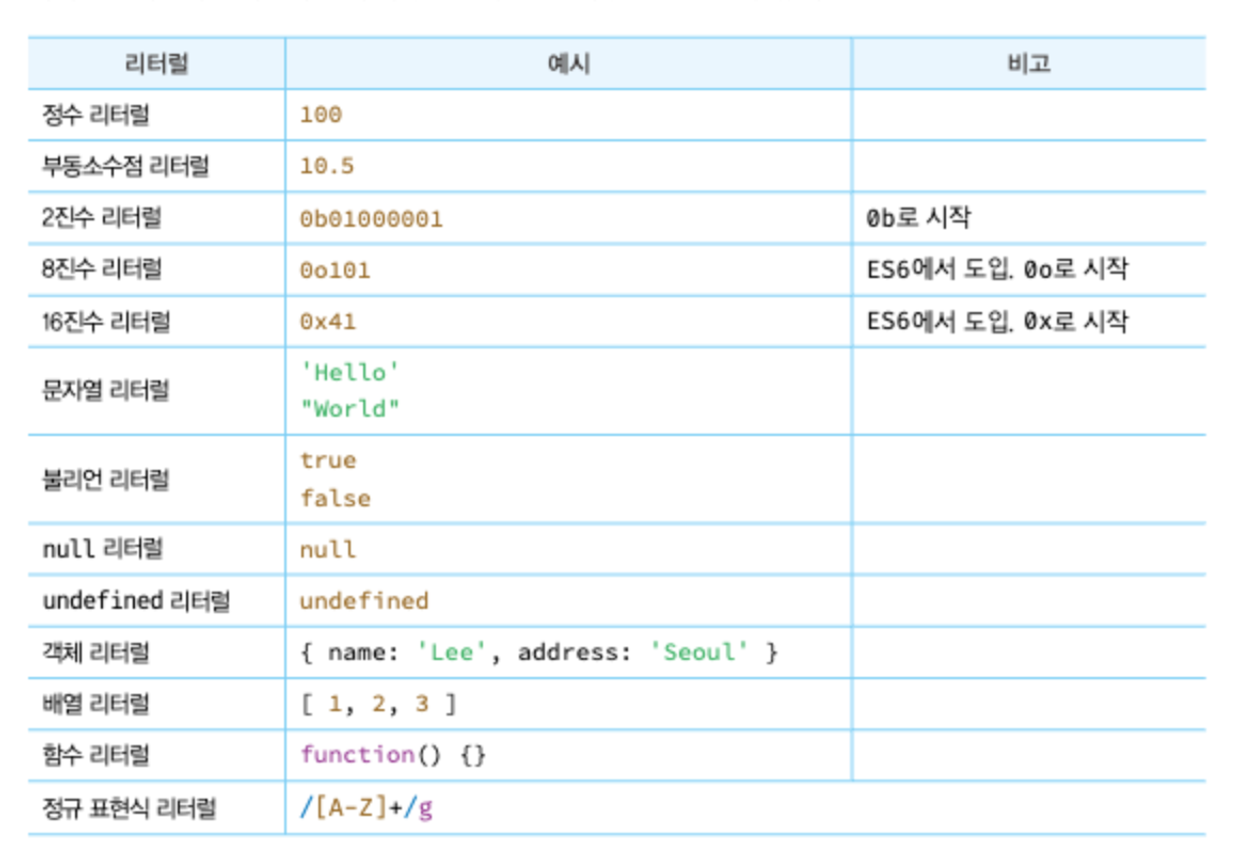 리터럴 예시 비고
정수 리터럴 100
부동소수점 리터럴 10.5
2진수 리터럴 0b01000001 0b로 시작
8진수 리터럴 0o101 ES6에서 도입. 0o로 시작
16진수 리터럴 0x41 ES6에서 도입. 0x로 시작
문자열 리터럴 'Hello'
"World"
불리언 리터럴 true
false
null 리터럴 null
undefined 리터럴 undefined
객체 리터럴 { name: 'Lee', address: 'Seoul' }
배열 리터럴 [ 1, 2, 3 ]
함수 리터럴 function() {}
정규 표현식 리터럴 /[A-Z]+/g